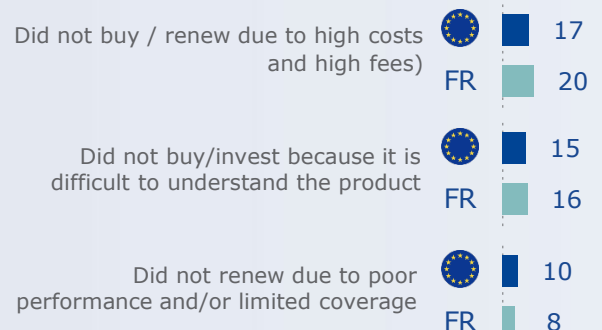 Did not buy / renew due to high costs
and high fees)
17
FR 20
Did not buy/invest because it is
difficult to understand the product
15
FR 16
Did not renew due to poor
performance and/or limited coverage
10
FR 8